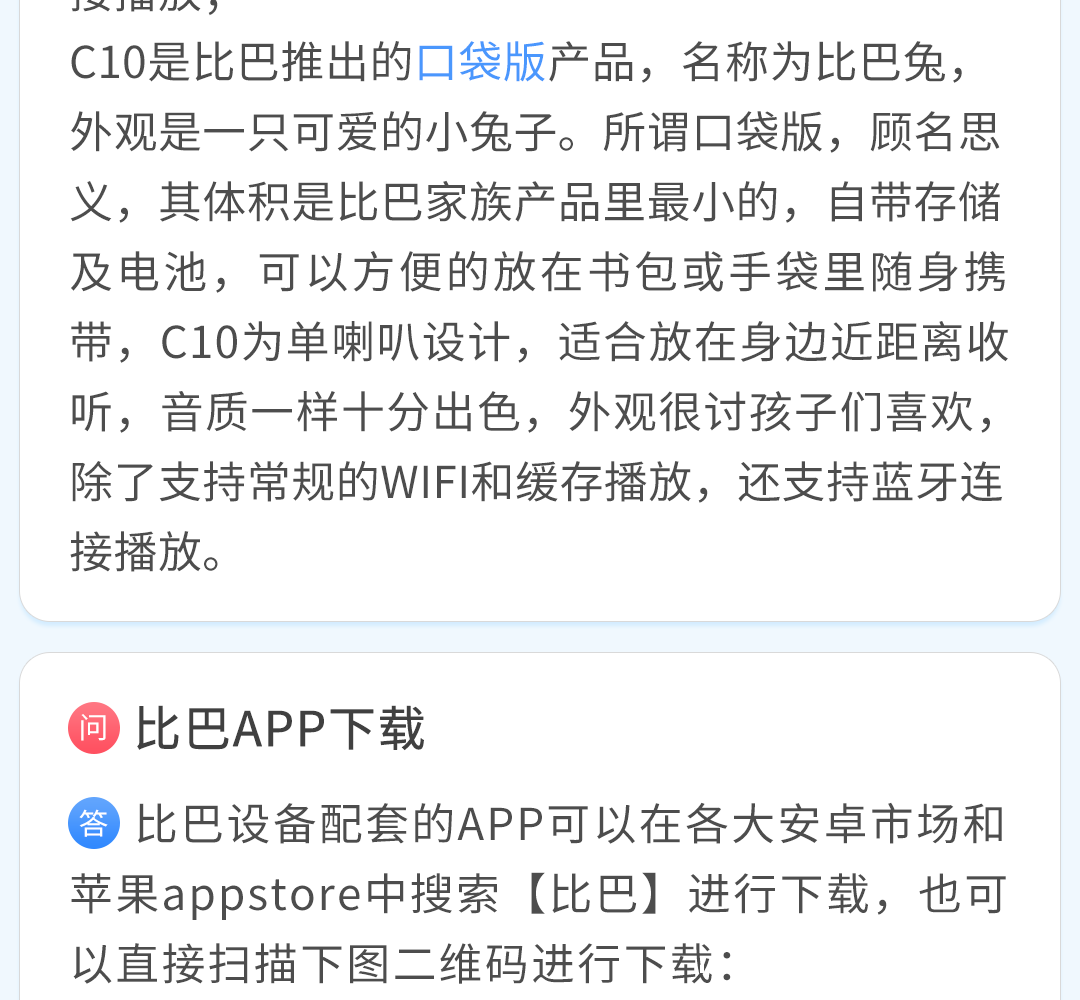 接播放；
C10是比巴推出的口袋版产品，名称为比巴兔，
外观是一只可爱的小兔子。所谓口袋版，顾名思
义，其体积是比巴家族产品里最小的，自带存储
及电池，可以方便的放在书包或手袋里随身携
带，C10为单喇叭设计，适合放在身边近距离收
听，音质一样十分出色，外观很讨孩子们喜欢，
除了支持常规的WIFI和缓存播放，还支持蓝牙连
接播放。
问 比巴APP下载
答 比巴设备配套的APP可以在各大安卓市场和
苹果appstore中搜索【比巴】进行下载，也可
以直接扫描下图二维码进行下载：